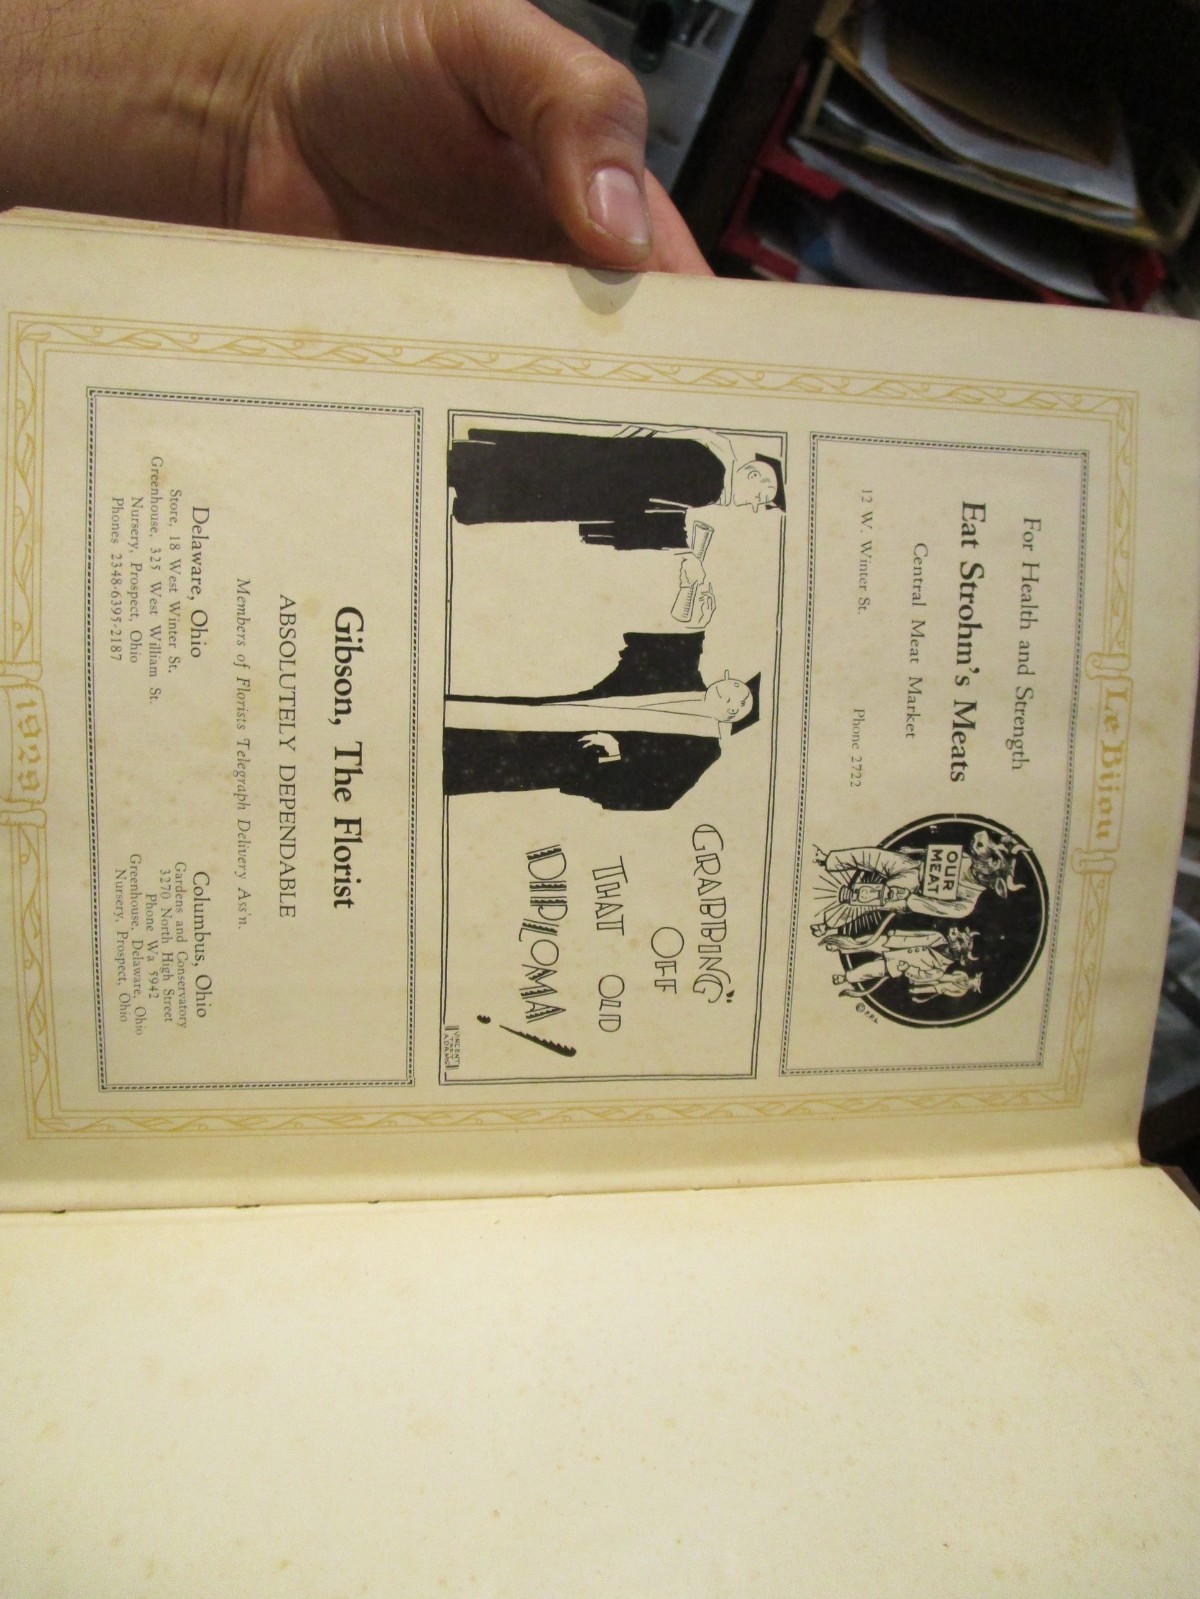 Le Bijou
For Health and Strength
Eat Strohm's Meats
Central Meat Market
12 W. Winter St. Phone 2722
OUR
MEAT
©F.P.L.
GRABBING
OFF
THAT OLD
DIPLOMA!
VINCENT
"TAD"
ADAMS
Gibson, The Florist
ABSOLUTELY DEPENDABLE
Members of Florists Telegraph Delivery Ass'n.
Delaware, Ohio
Store, 18 West Winter St.
Greenhouse, 325 West William St.
Nursery, Prospect, Ohio
Phones 2348-6395-2187
Columbus, Ohio
Gardens and Conservatory
3270 North High Street
Phone Wa 5942
Greenhouse, Delaware, Ohio
Nursery, Prospect, Ohio
1929